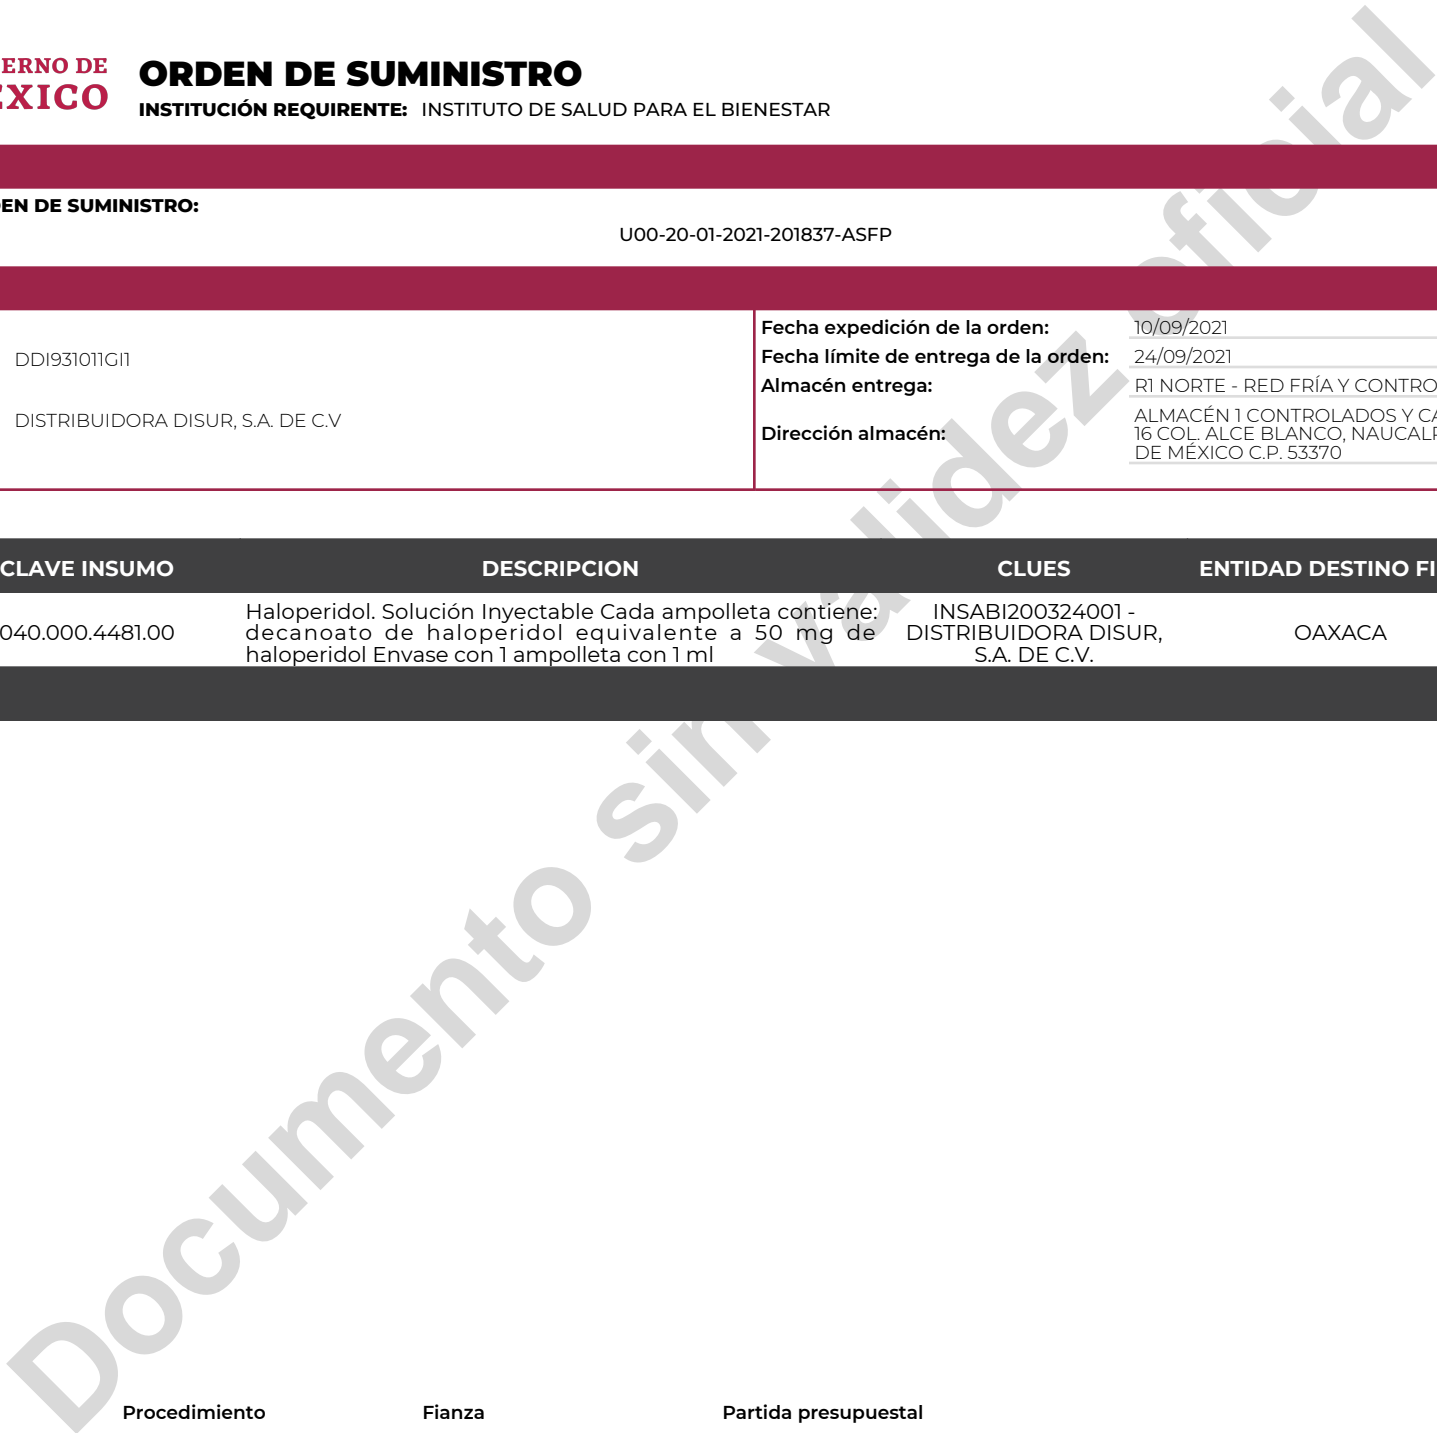 ERNO DE
ÉXICO
ORDEN DE SUMINISTRO
INSTITUCIÓN REQUIRENTE: INSTITUTO DE SALUD PARA EL BIENESTAR
EN DE SUMINISTRO:
U00-20-01-2021-201837-ASFP
DDI931011GI1
DISTRIBUIDORA DISUR, S.A. DE C.V
Fecha expedición de la orden: 10/09/2021
Fecha límite de entrega de la orden: 24/09/2021
Almacén entrega: R1 NORTE - RED FRÍA Y CONTRO
Dirección almacén: ALMACÉN 1 CONTROLADOS Y CA
16 COL. ALCE BLANCO, NAUCALP
DE MÉXICO C.P. 53370
CLAVE INSUMO DESCRIPCION CLUES ENTIDAD DESTINO FI
040.000.4481.00
Haloperidol. Solución Inyectable Cada ampolleta contiene:
decanoato de haloperidol equivalente a 50 mg de
haloperidol Envase con 1 ampolleta con 1 ml
INSABI200324001 -
DISTRIBUIDORA DISUR,
S.A. DE C.V.
OAXACA
Documento sin validez oficial
Procedimiento Fianza Partida presupuestal